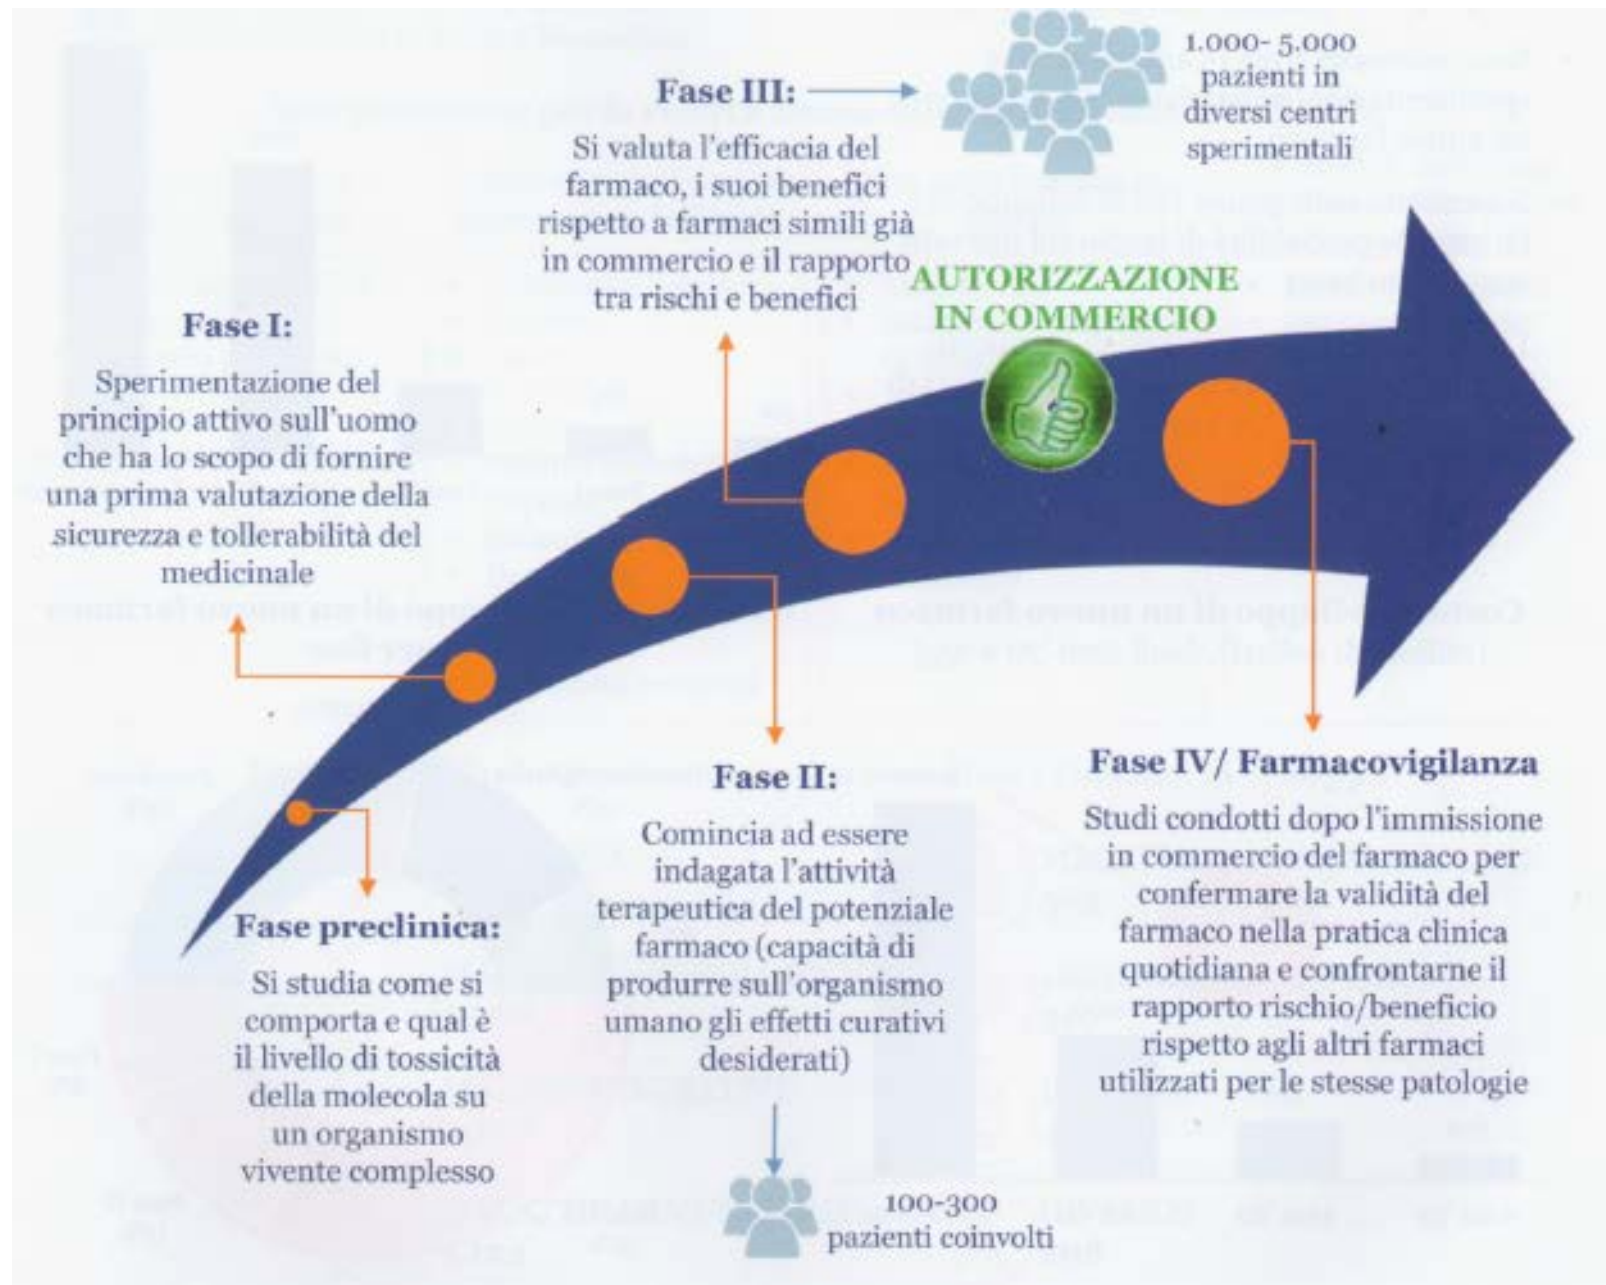 Fase III:
1.000- 5.000
pazienti in
diversi centri
sperimentali
Si valuta l'efficacia del
farmaco, i suoi benefici
rispetto a farmaci simili già
in commercio e il rapporto
tra rischi e benefici
AUTORIZZAZIONE
IN COMMERCIO
Fase I:
Sperimentazione del
principio attivo sull'uomo
che ha lo scopo di fornire
una prima valutazione della
sicurezza e tollerabilità del
medicinale
Fase preclinica:
Si studia come si
comporta e qual è
il livello di tossicità
della molecola su
un organismo
vivente complesso
Fase II:
Comincia ad essere
indagata l'attività
terapeutica del potenziale
farmaco (capacità di
produrre sull'organismo
umano gli effetti curativi
desiderati)
100-300
pazienti coinvolti
Fase IV/ Farmacovigilanza
Studi condotti dopo l'immissione
in commercio del farmaco per
confermare la validità del
farmaco nella pratica clinica
quotidiana e confrontarne il
rapporto rischio/beneficio
rispetto agli altri farmaci
utilizzati per le stesse patologie